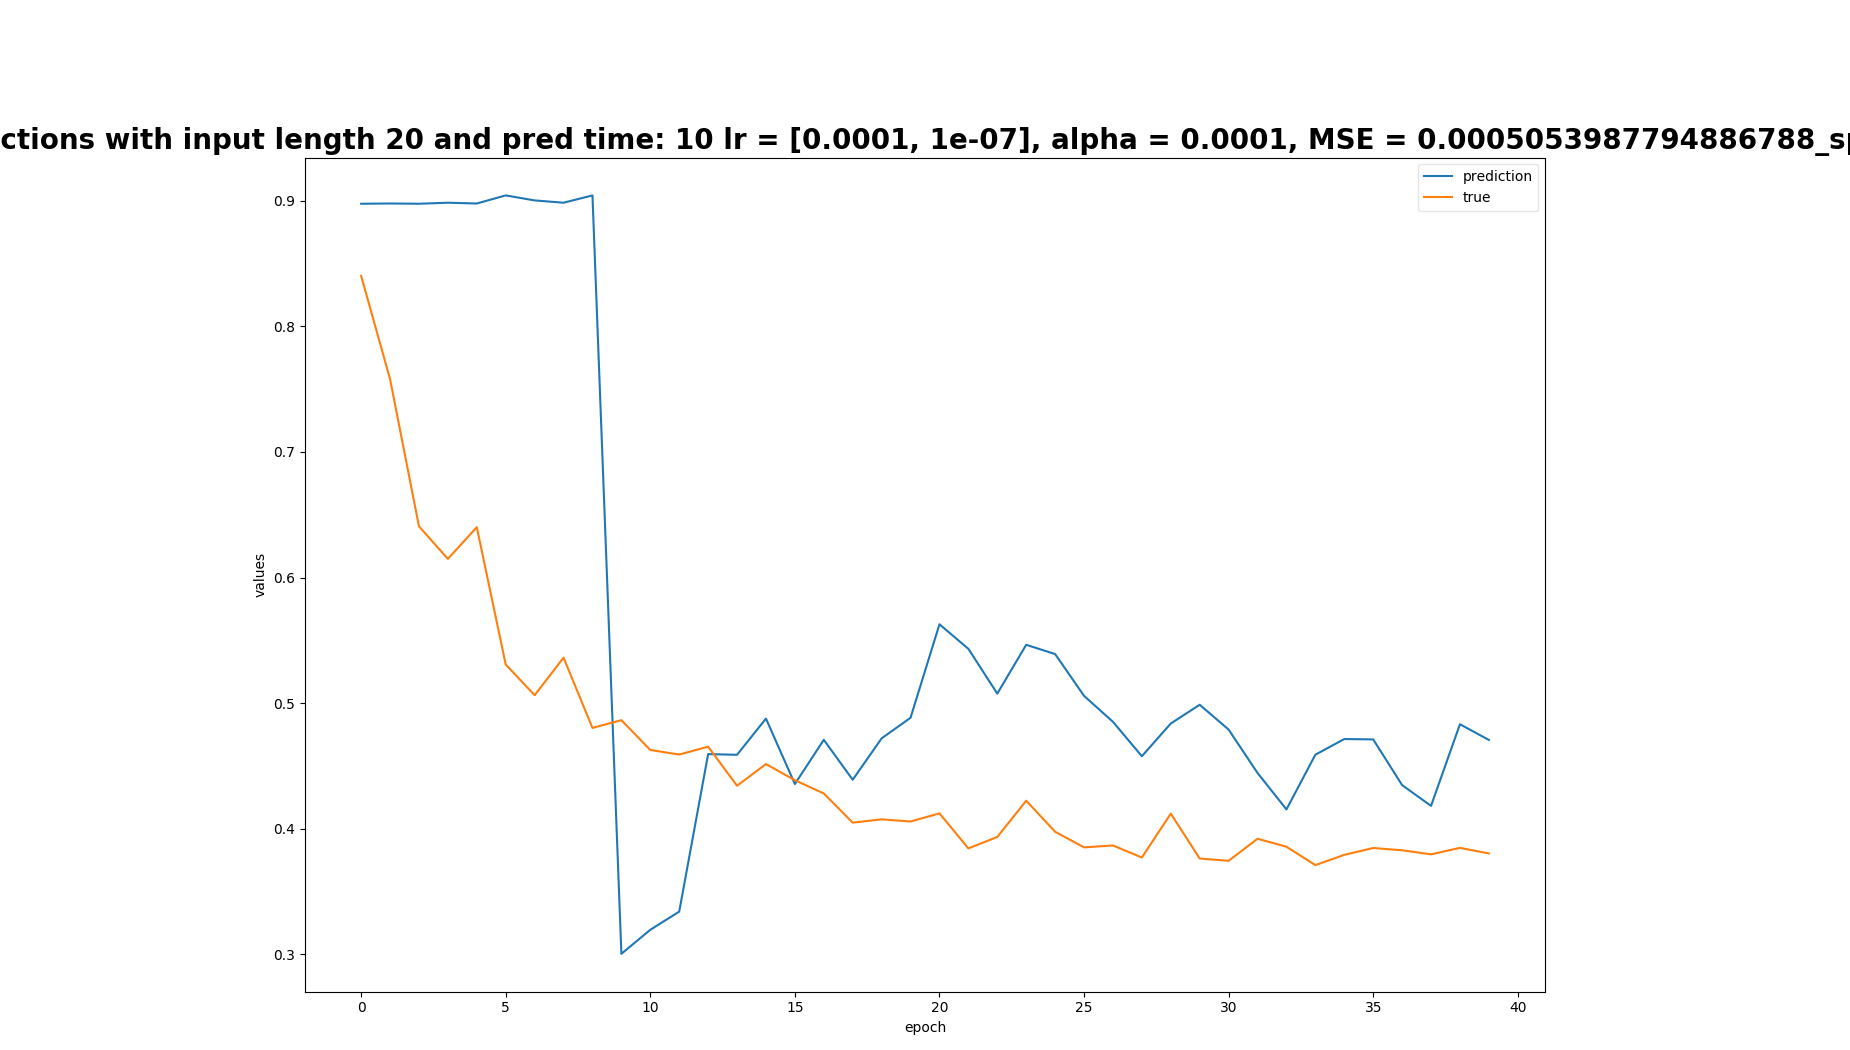 ctions with input length 20 and pred time: 10 lr = [0.0001, 1e-07], alpha = 0.0001, MSE = 0.0005053987794886788_sp
prediction
true
0.9
0.8
0.7
0.6
0.5
0.4
0.3
values
0 5 10 15 20 25 30 35 40
epoch